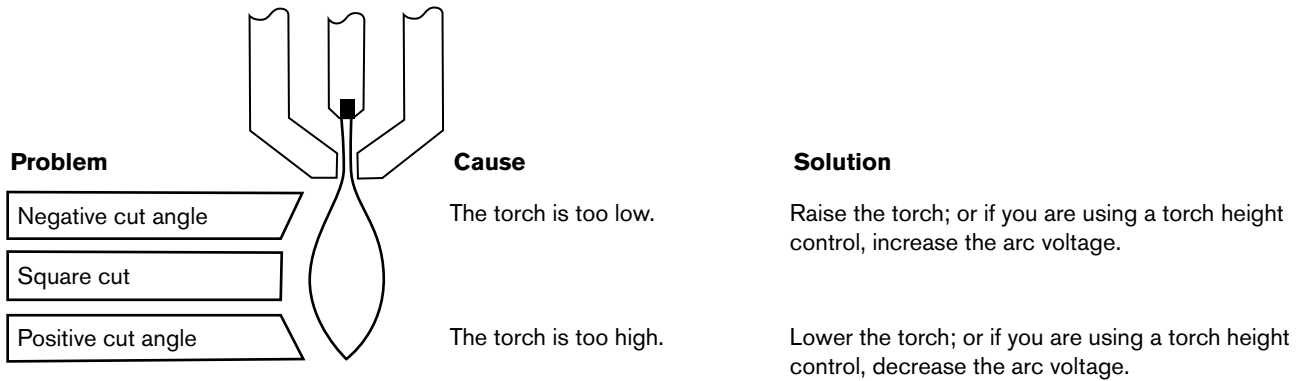 Problem
Cause
Solution
Negative cut angle
The torch is too low.
Raise the torch; or if you are using a torch height
control, increase the arc voltage.
Square cut
Positive cut angle
The torch is too high.
Lower the torch; or if you are using a torch height
control, decrease the arc voltage.